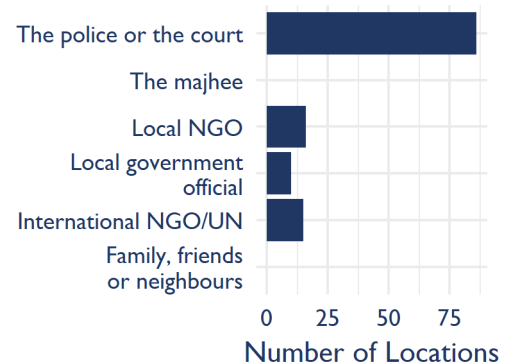 The police or the court
The majhee
Local NGO
Local government
official
International NGO/UN
Family, friends
or neighbours
0 25 50 75
Number of Locations